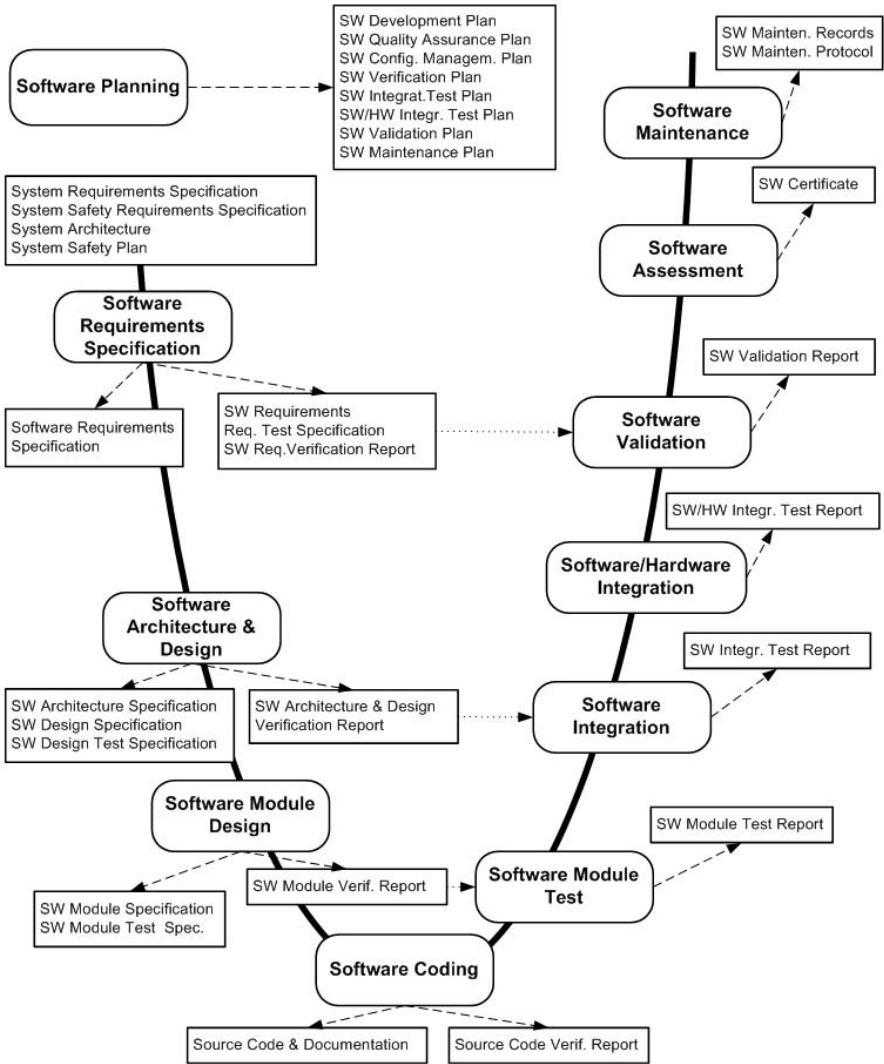 SW Development Plan
SW Quality Assurance Plan
SW Config. Managem. Plan
SW Verification Plan
SW Integrat.Test Plan
SW/HW Integr. Test Plan
SW Validation Plan
SW Maintenance Plan
Software Planning
SW Mainten. Records
SW Mainten. Protocol
Software
Maintenance
System Requirements Specification
System Safety Requirements Specification
System Architecture
System Safety Plan
SW Certificate
Software
Assessment
Software
Requirements
Specification
SW Validation Report
Software Requirements
Specification
SW Requirements
Req. Test Specification
SW Req.Verification Report
Software
Validation
SW/HW Integr. Test Report
Software/Hardware
Integration
Software
Architecture &
Design
SW Integr. Test Report
SW Architecture Specification
SW Design Specification
SW Design Test Specification
SW Architecture & Design
Verification Report
Software
Integration
Software Module
Design
SW Module Test Report
SW Module Verif. Report
Software Module
Test
SW Module Specification
SW Module Test Spec.
Software Coding
Source Code & Documentation
Source Code Verif. Report